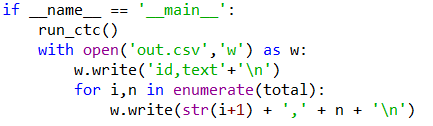 if __name__ == '__main__':
    run_ctc()
    with open('out.csv','w') as w:
        w.write('id,text'+'\n')
        for i,n in enumerate(total):
            w.write(str(i+1) + ',' + n + '\n')